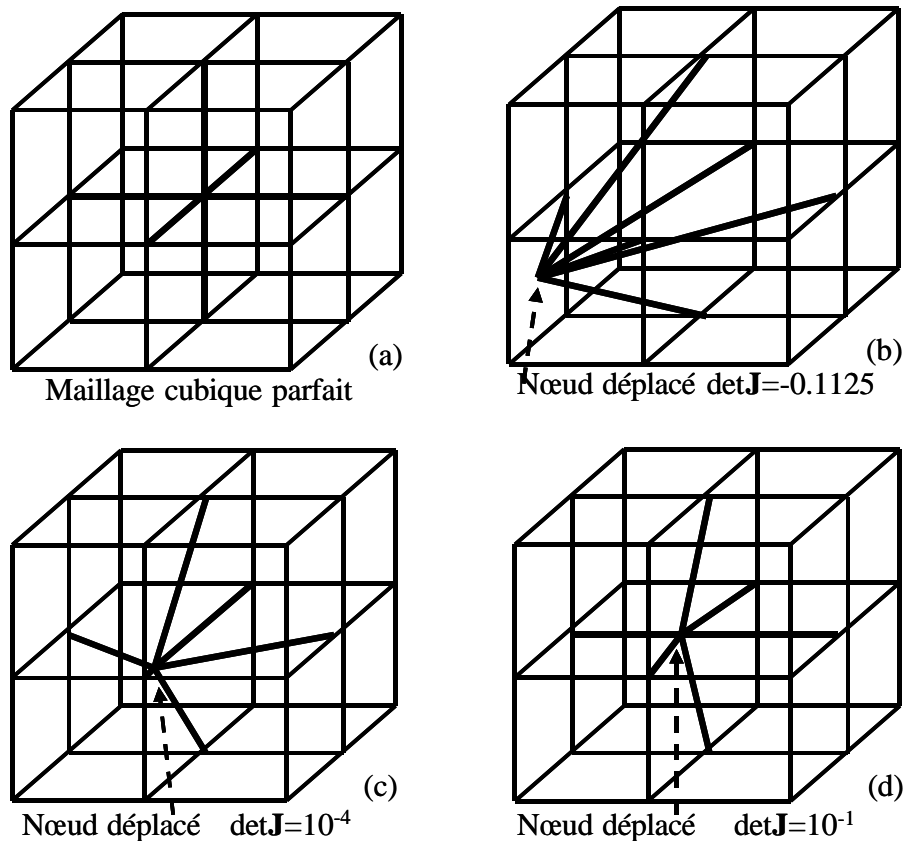 (a)
Maillage cubique parfait
(b)
Nœud déplacé detJ=-0.1125
(c)
Nœud déplacé detJ=10⁻⁴
(d)
Nœud déplacé detJ=10⁻¹